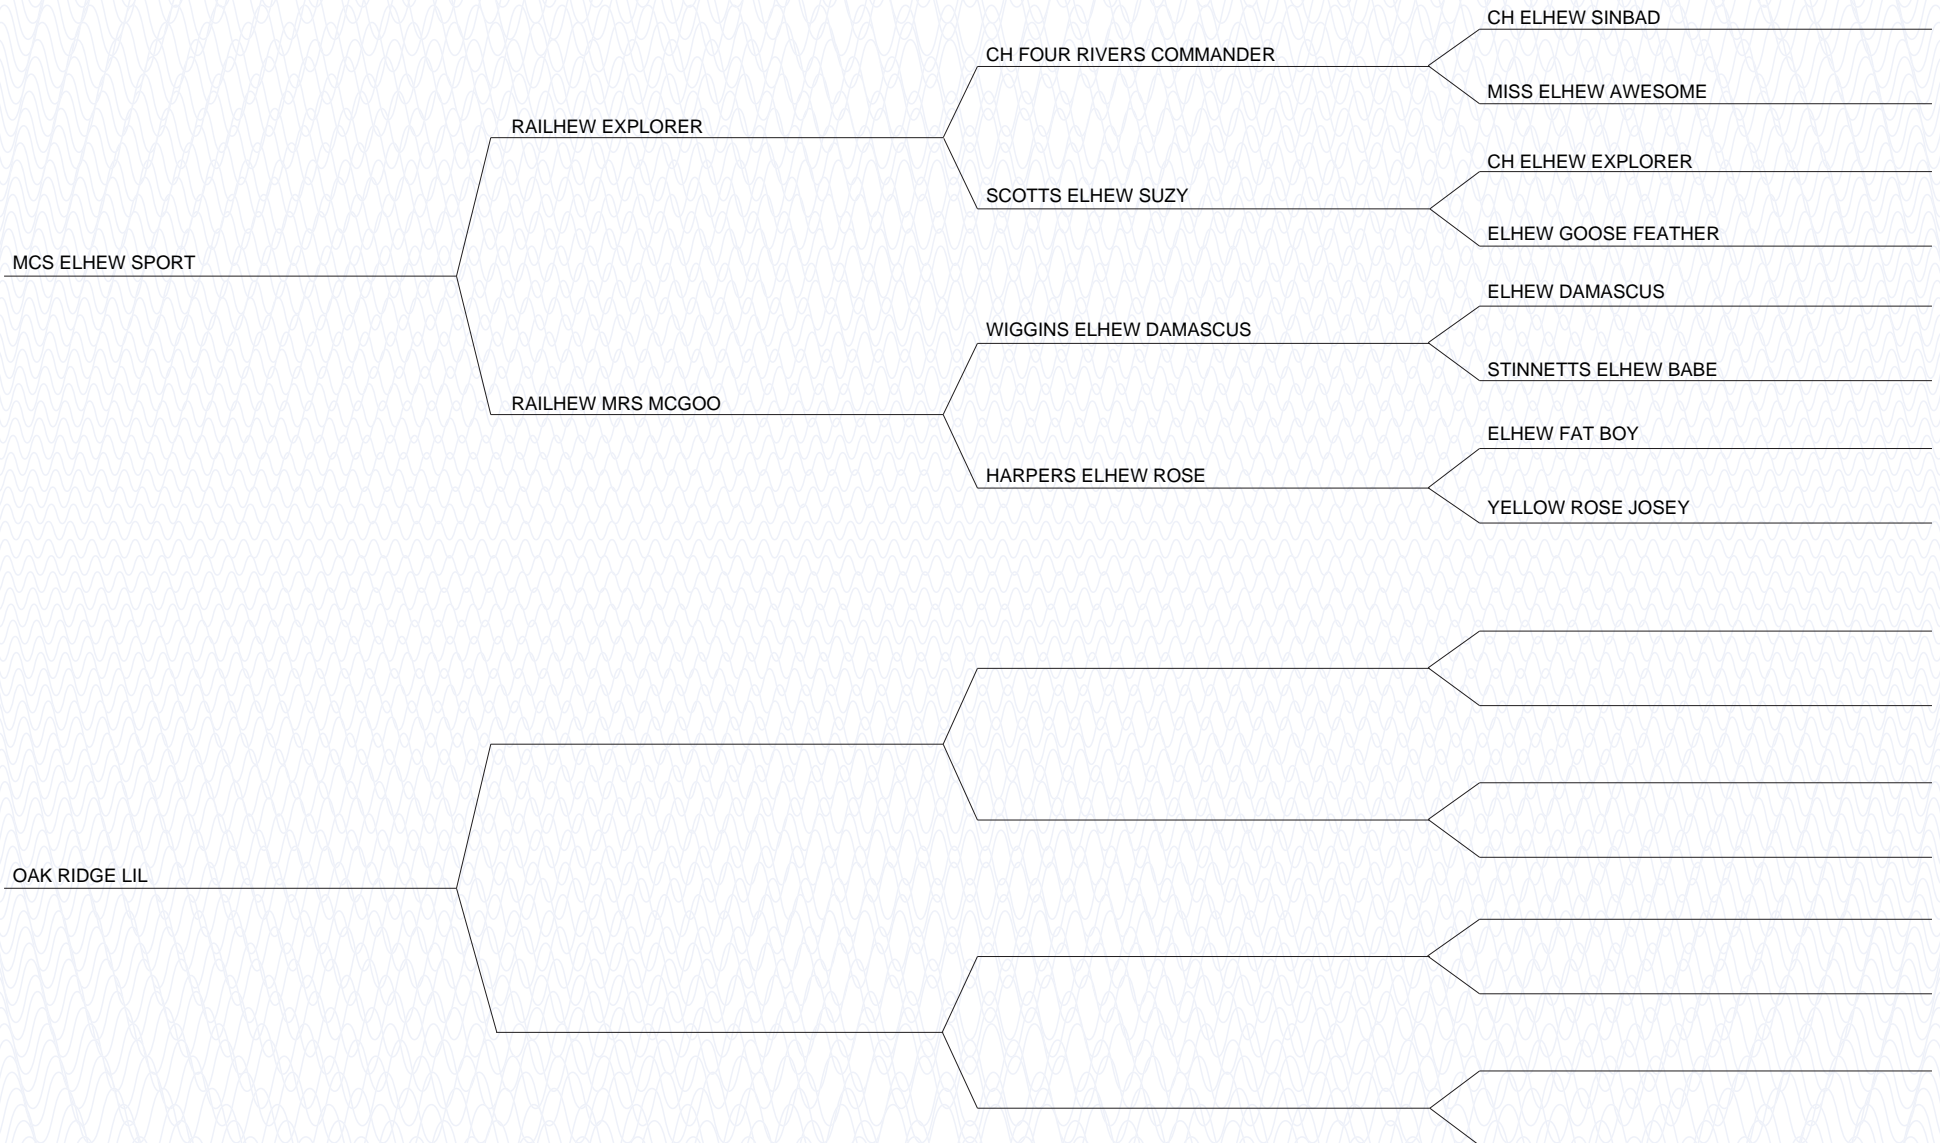 CH ELHEW SINBAD
CH FOUR RIVERS COMMANDER
MISS ELHEW AWESOME
RAILHEW EXPLORER
CH ELHEW EXPLORER
SCOTTS ELHEW SUZY
ELHEW GOOSE FEATHER
MCS ELHEW SPORT
ELHEW DAMASCUS
WIGGINS ELHEW DAMASCUS
STINNETTS ELHEW BABE
RAILHEW MRS MCGOO
ELHEW FAT BOY
HARPERS ELHEW ROSE
YELLOW ROSE JOSEY
OAK RIDGE LIL